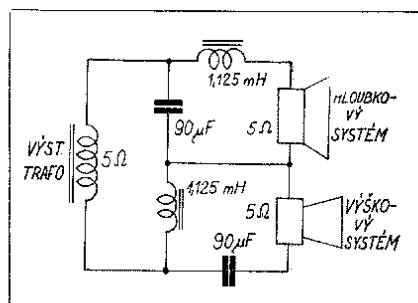 1,125 mH
HLOUBKO-
VÝ
SYSTÉM
5Ω
90µF
VÝST
TRAFO
5Ω
1,125 mH
5Ω
VÝŠKO-
VÝ
SYSTÉM
90µF